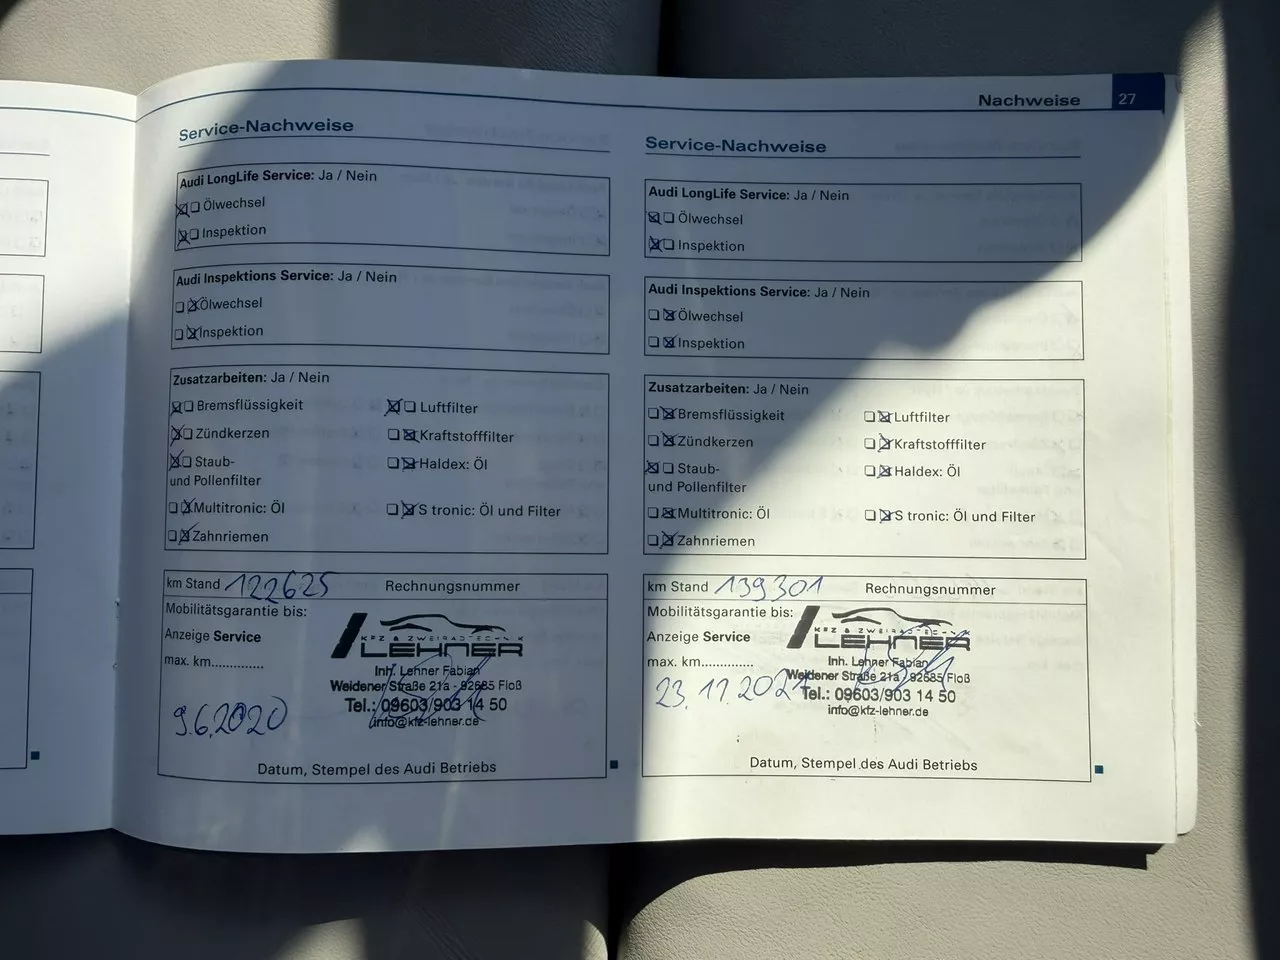 Nachweise 27
Service-Nachweise
Audi LongLife Service: Ja / Nein
Ölwechsel
Inspektion
Audi Inspektions Service: Ja / Nein
Ölwechsel
Inspektion
Zusatzarbeiten: Ja / Nein
Bremsflüssigkeit Luftfilter
Zündkerzen Kraftstofffilter
Staub- Haldex: Öl
und Pollenfilter
Multitronic: Öl S tronic: Öl und Filter
Zahnriemen
km Stand 122625 Rechnungsnummer
Mobilitätsgarantie bis:
Anzeige Service
max. km..............
9.6.2020
KFZ & ZWEIRADTECHNIK
LEHNER
Inh. Lehner Fabian
Weidener Straße 21a - 92685 Floß
Tel.: 09603/903 14 50
info@kfz-lehner.de
Datum, Stempel des Audi Betriebs
Service-Nachweise
Audi LongLife Service: Ja / Nein
Ölwechsel
Inspektion
Audi Inspektions Service: Ja / Nein
Ölwechsel
Inspektion
Zusatzarbeiten: Ja / Nein
Bremsflüssigkeit Luftfilter
Zündkerzen Kraftstofffilter
Staub- Haldex: Öl
und Pollenfilter
Multitronic: Öl S tronic: Öl und Filter
Zahnriemen
km Stand 139301 Rechnungsnummer
Mobilitätsgarantie bis:
Anzeige Service
max. km..............
23.11.2021
KFZ & ZWEIRADTECHNIK
LEHNER
Inh. Lehner Fabian
Weidener Straße 21a - 92685 Floß
Tel.: 09603/903 14 50
info@kfz-lehner.de
Datum, Stempel des Audi Betriebs